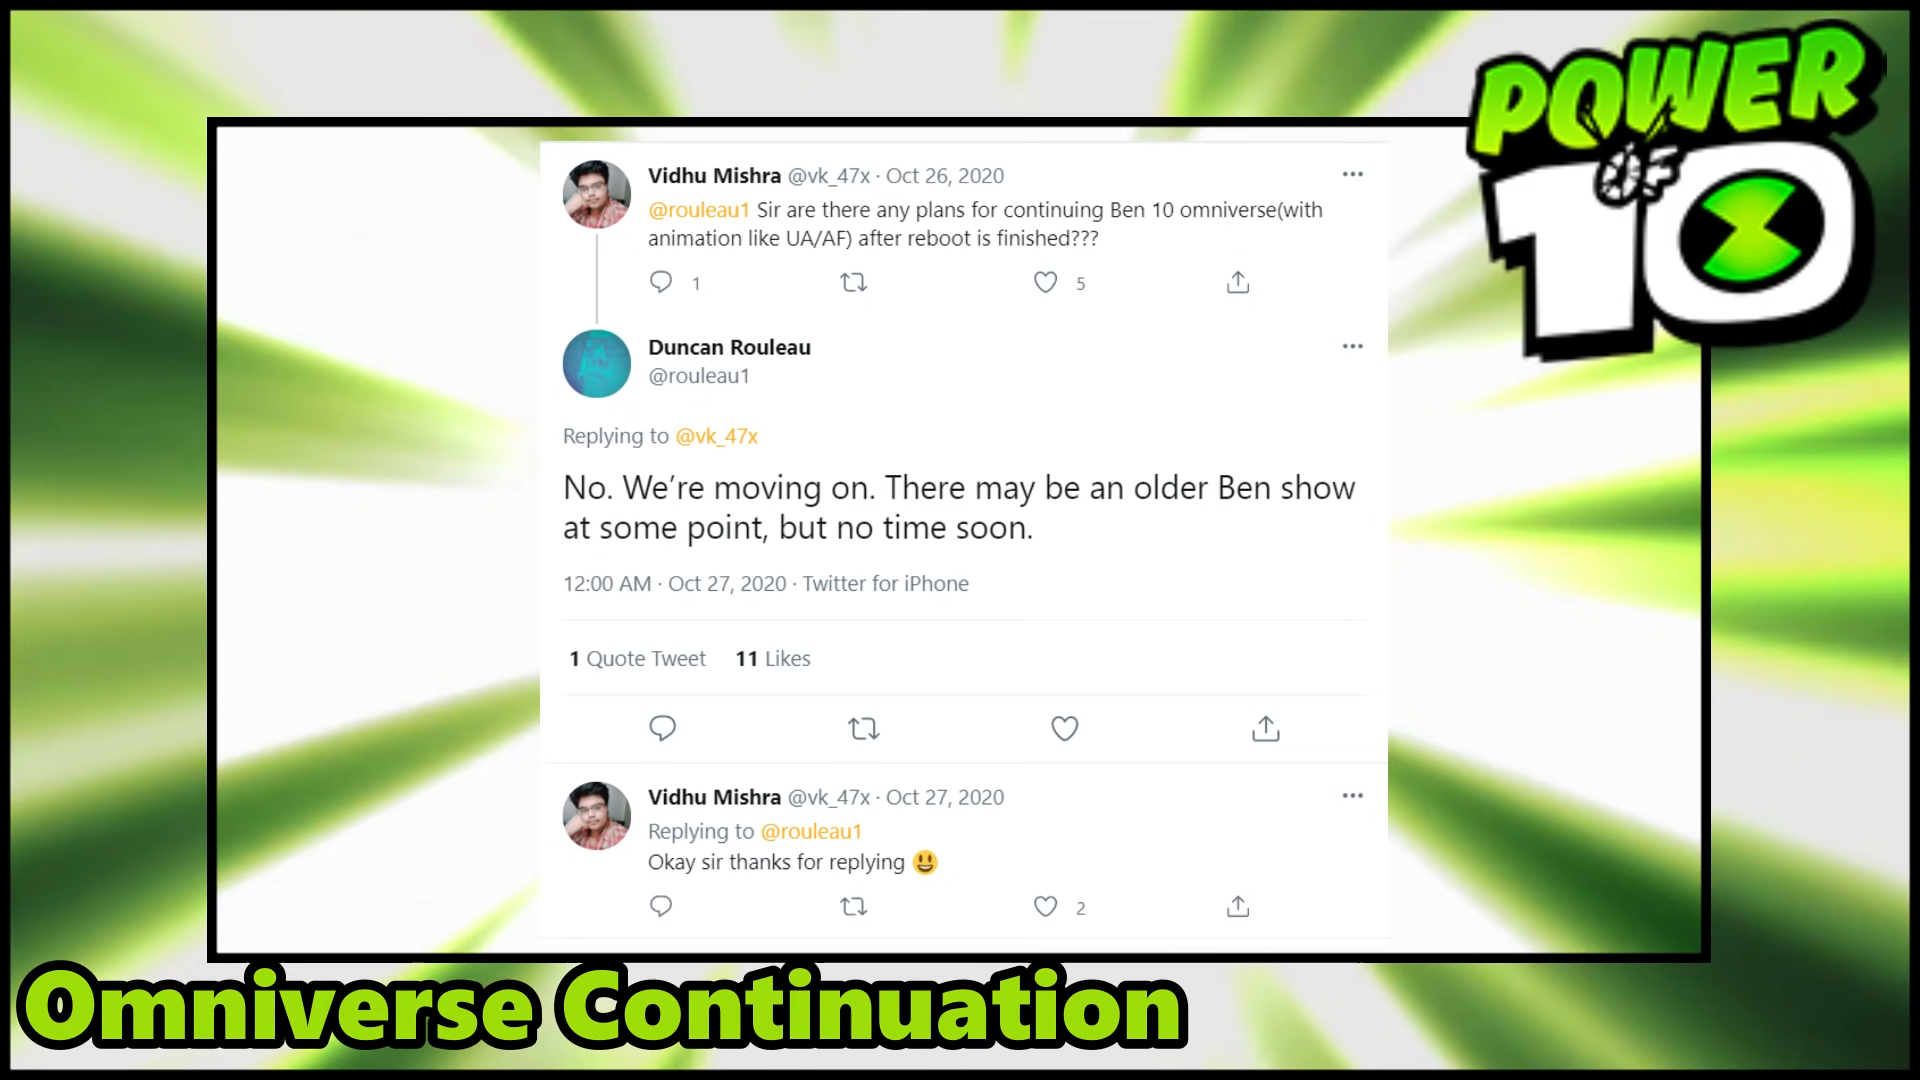 POWER
OF
10
Vidhu Mishra @vk_47x · Oct 26, 2020
@rouleau1 Sir are there any plans for continuing Ben 10 omniverse(with
animation like UA/AF) after reboot is finished???
1 5
Duncan Rouleau
@rouleau1
Replying to @vk_47x
No. We’re moving on. There may be an older Ben show
at some point, but no time soon.
12:00 AM · Oct 27, 2020 · Twitter for iPhone
1 Quote Tweet 11 Likes
Vidhu Mishra @vk_47x · Oct 27, 2020
Replying to @rouleau1
Okay sir thanks for replying 😃
2
Omniverse Continuation